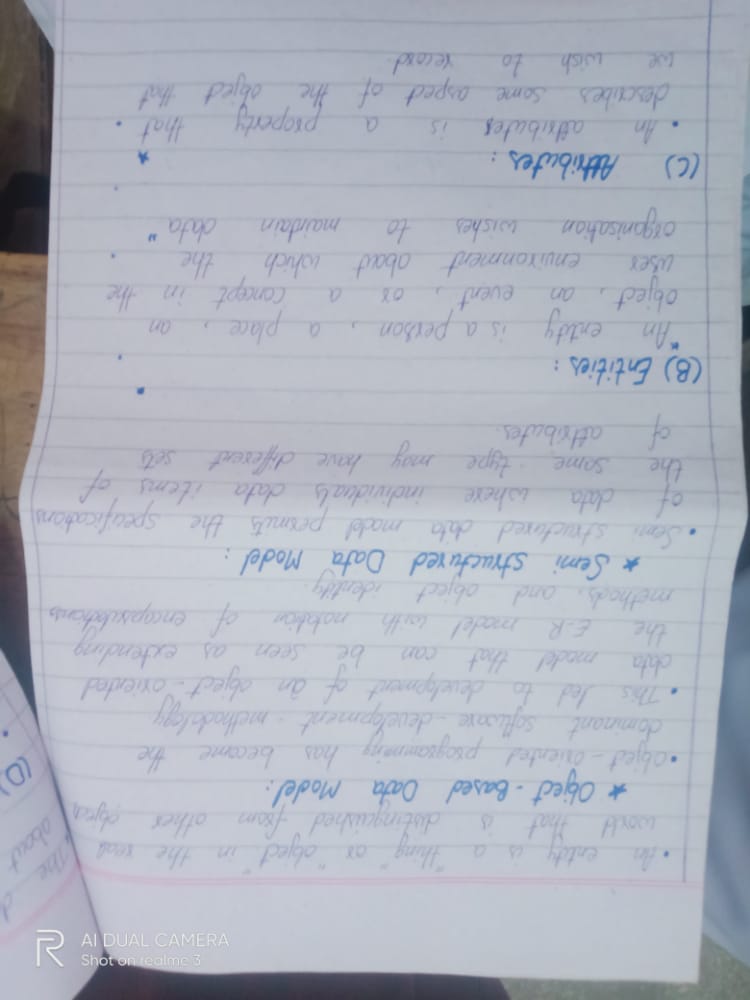 • An entity is a "thing" or "object" in the real
world that is distinguished from other object
★ Object-Based Data Model:
• Object-oriented programming has become the
dominant software-development-methodology
• This led to development of an object-oriented
data model that can be seen as extending
the E-R model with notation of encapsulations
methods, and object identity.
★ Semi structured Data Model:
• Semi structured data model permits the specifications
of data where individuals data items of
the same type may have different sets
of attributes.
(B) Entities:
★ An entity is a person, a place, an
object, an event, or a concept in the
user environment about which the
organisation wishes to maintain data"
(C) Attributes:
• An attributes is a property that
describes some aspect of the object that
we wish to record.
(D)
The d
about
AI DUAL CAMERA
Shot on realme 3